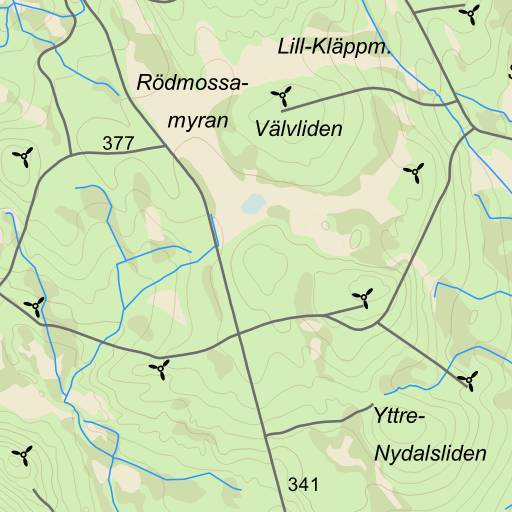 Lill-Kläppm.
S
Rödmossa-
myran
Välvliden
377
Yttre-
Nydalsliden
341